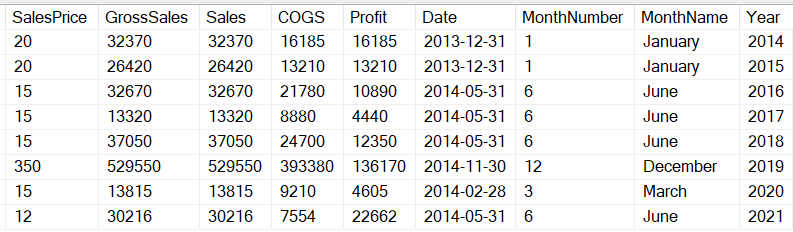 SalesPrice GrossSales Sales COGS Profit Date MonthNumber MonthName Year
20 32370 32370 16185 16185 2013-12-31 1 January 2014
20 26420 26420 13210 13210 2013-12-31 1 January 2015
15 32670 32670 21780 10890 2014-05-31 6 June 2016
15 13320 13320 8880 4440 2014-05-31 6 June 2017
15 37050 37050 24700 12350 2014-05-31 6 June 2018
350 529550 529550 393380 136170 2014-11-30 12 December 2019
15 13815 13815 9210 4605 2014-02-28 3 March 2020
12 30216 30216 7554 22662 2014-05-31 6 June 2021